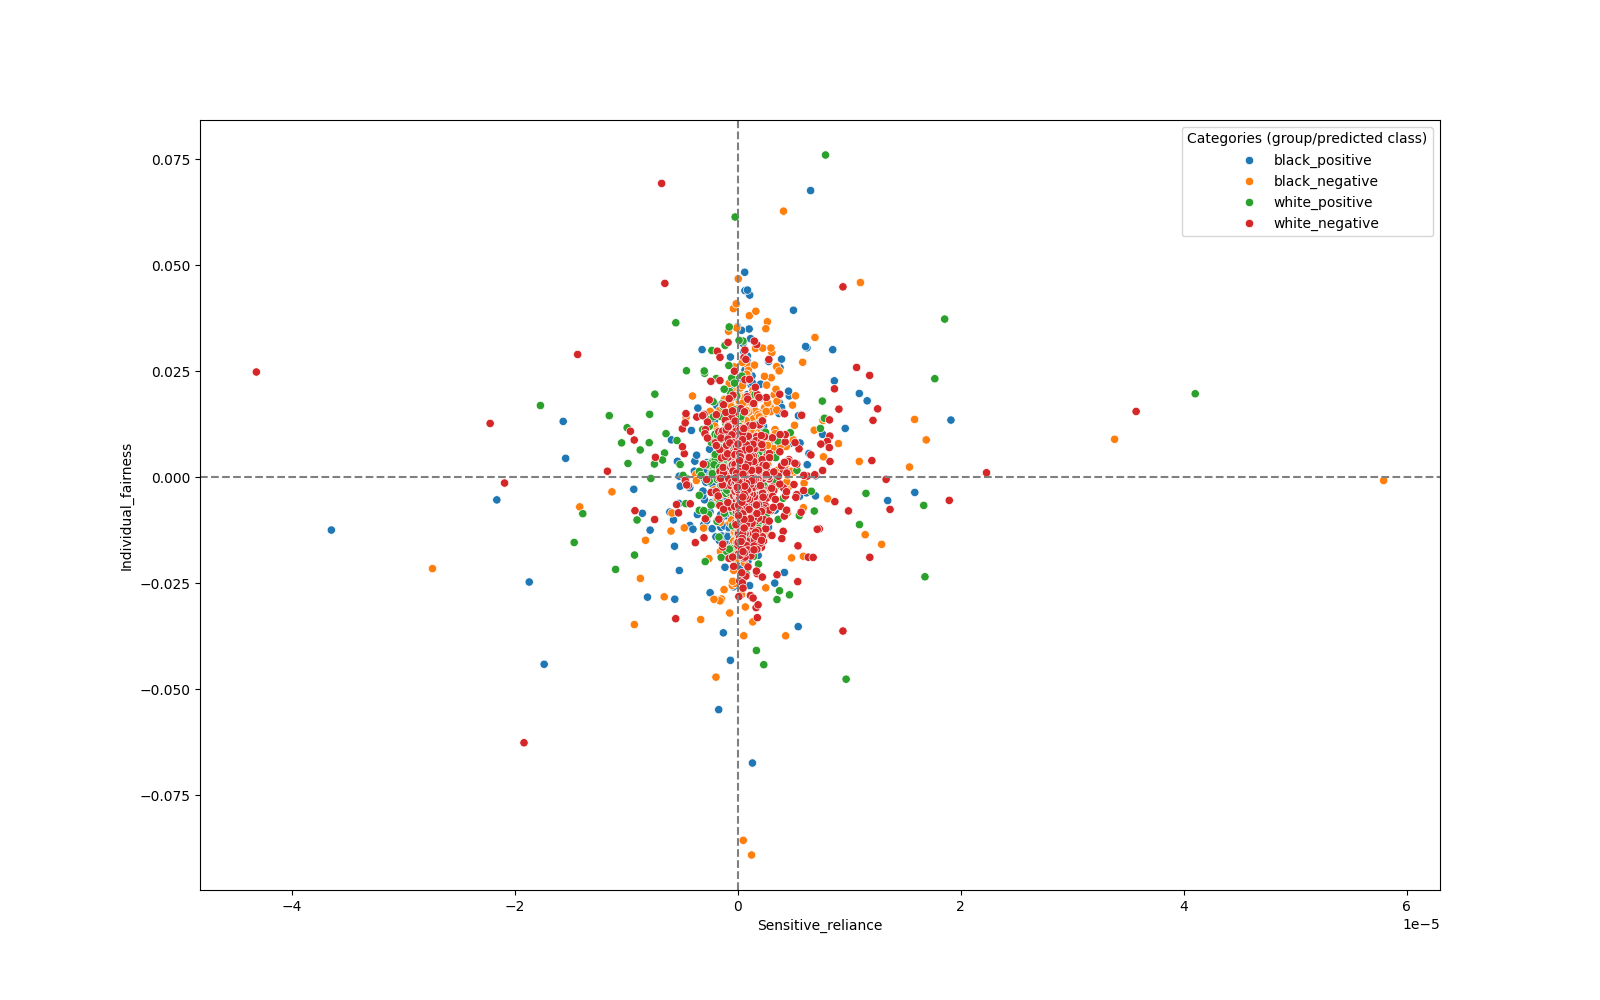 Categories (group/predicted class)
black_positive
black_negative
white_positive
white_negative
0.075
0.050
0.025
0.000
−0.025
−0.050
−0.075
Individual_fairness
−4
−2
0
2
4
6
1e−5
Sensitive_reliance